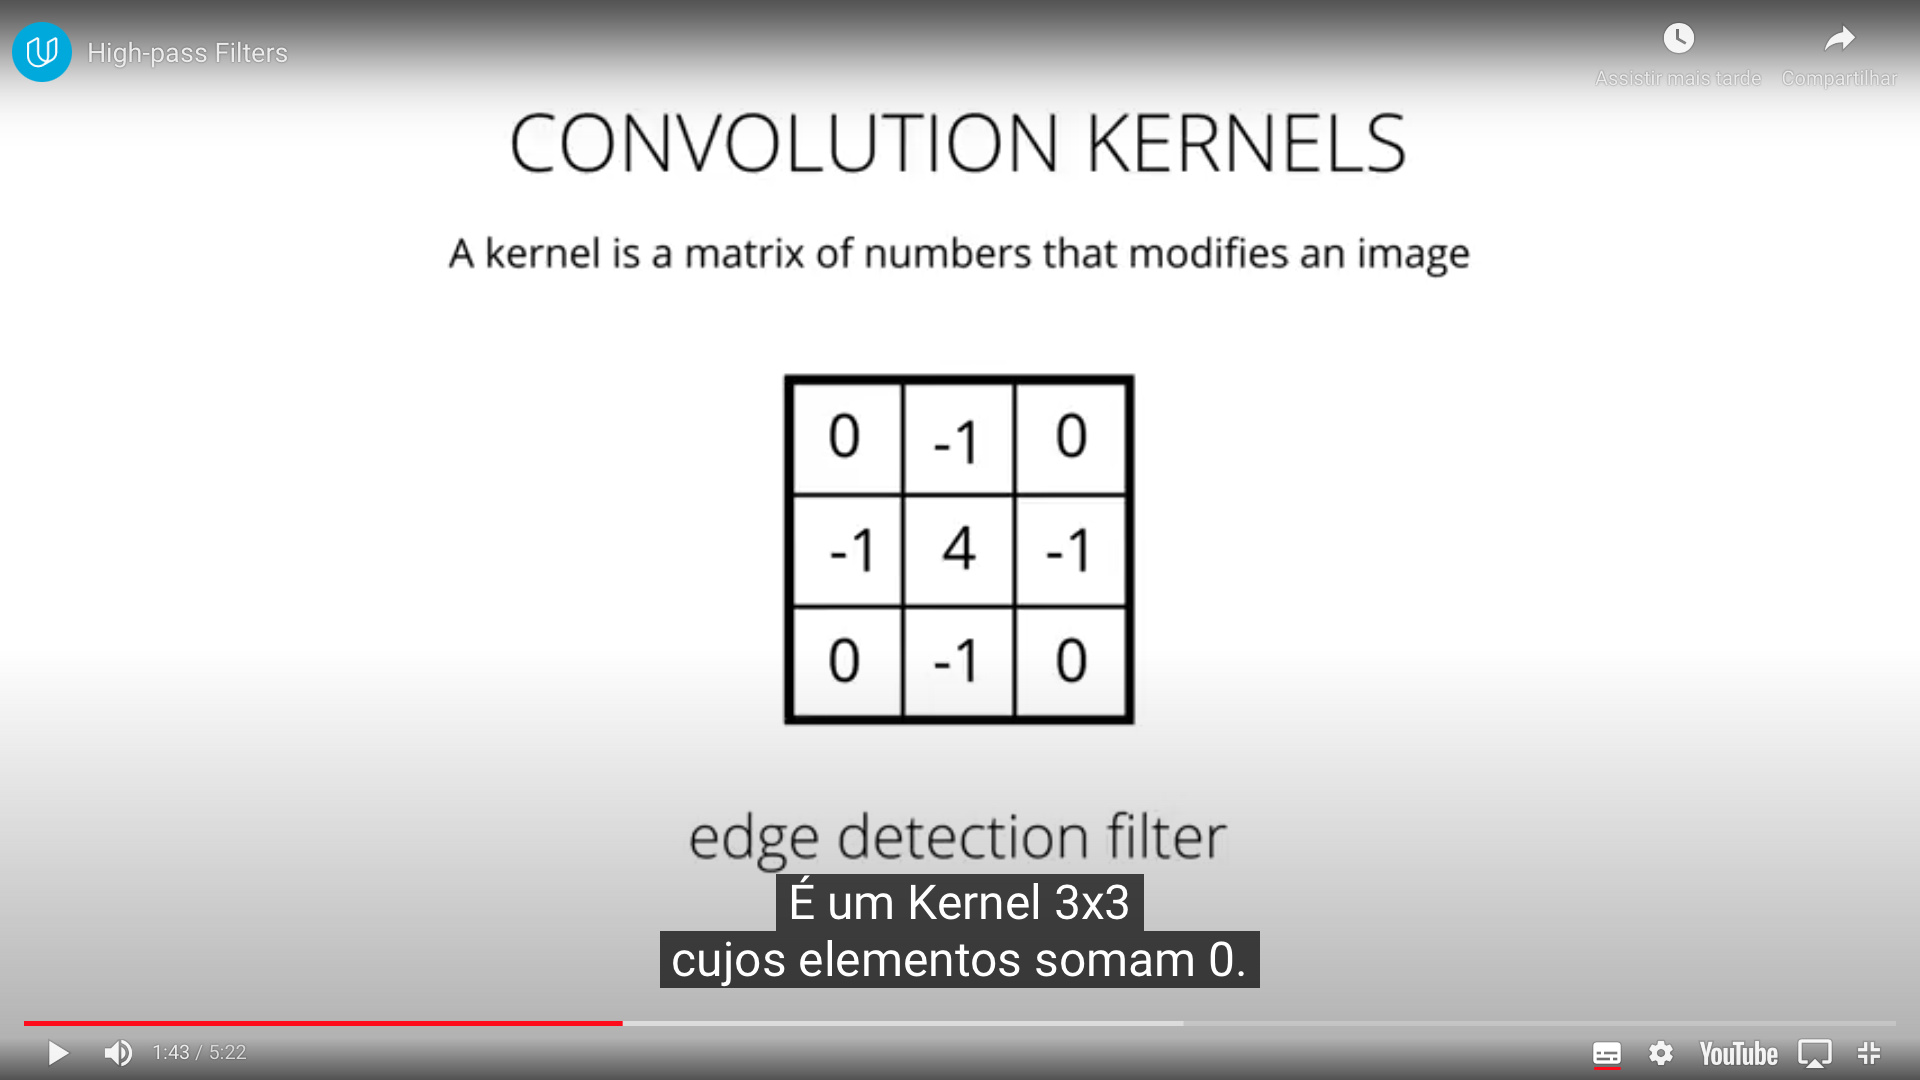 High-pass Filters
Assistir mais tarde
Compartilhar
CONVOLUTION KERNELS
A kernel is a matrix of numbers that modifies an image
0 -1 0
-1 4 -1
0 -1 0
edge detection filter
É um Kernel 3x3
cujos elementos somam 0.
1:43 / 5:22
YouTube